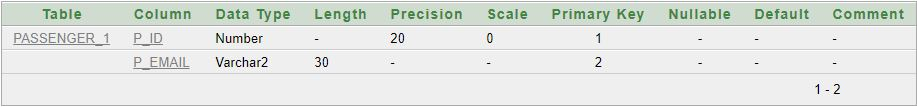 Table Column Data Type Length Precision Scale Primary Key Nullable Default Comment
PASSENGER_1 P_ID Number - 20 0 1 - - -
P_EMAIL Varchar2 30 - - 2 - - -
1 - 2